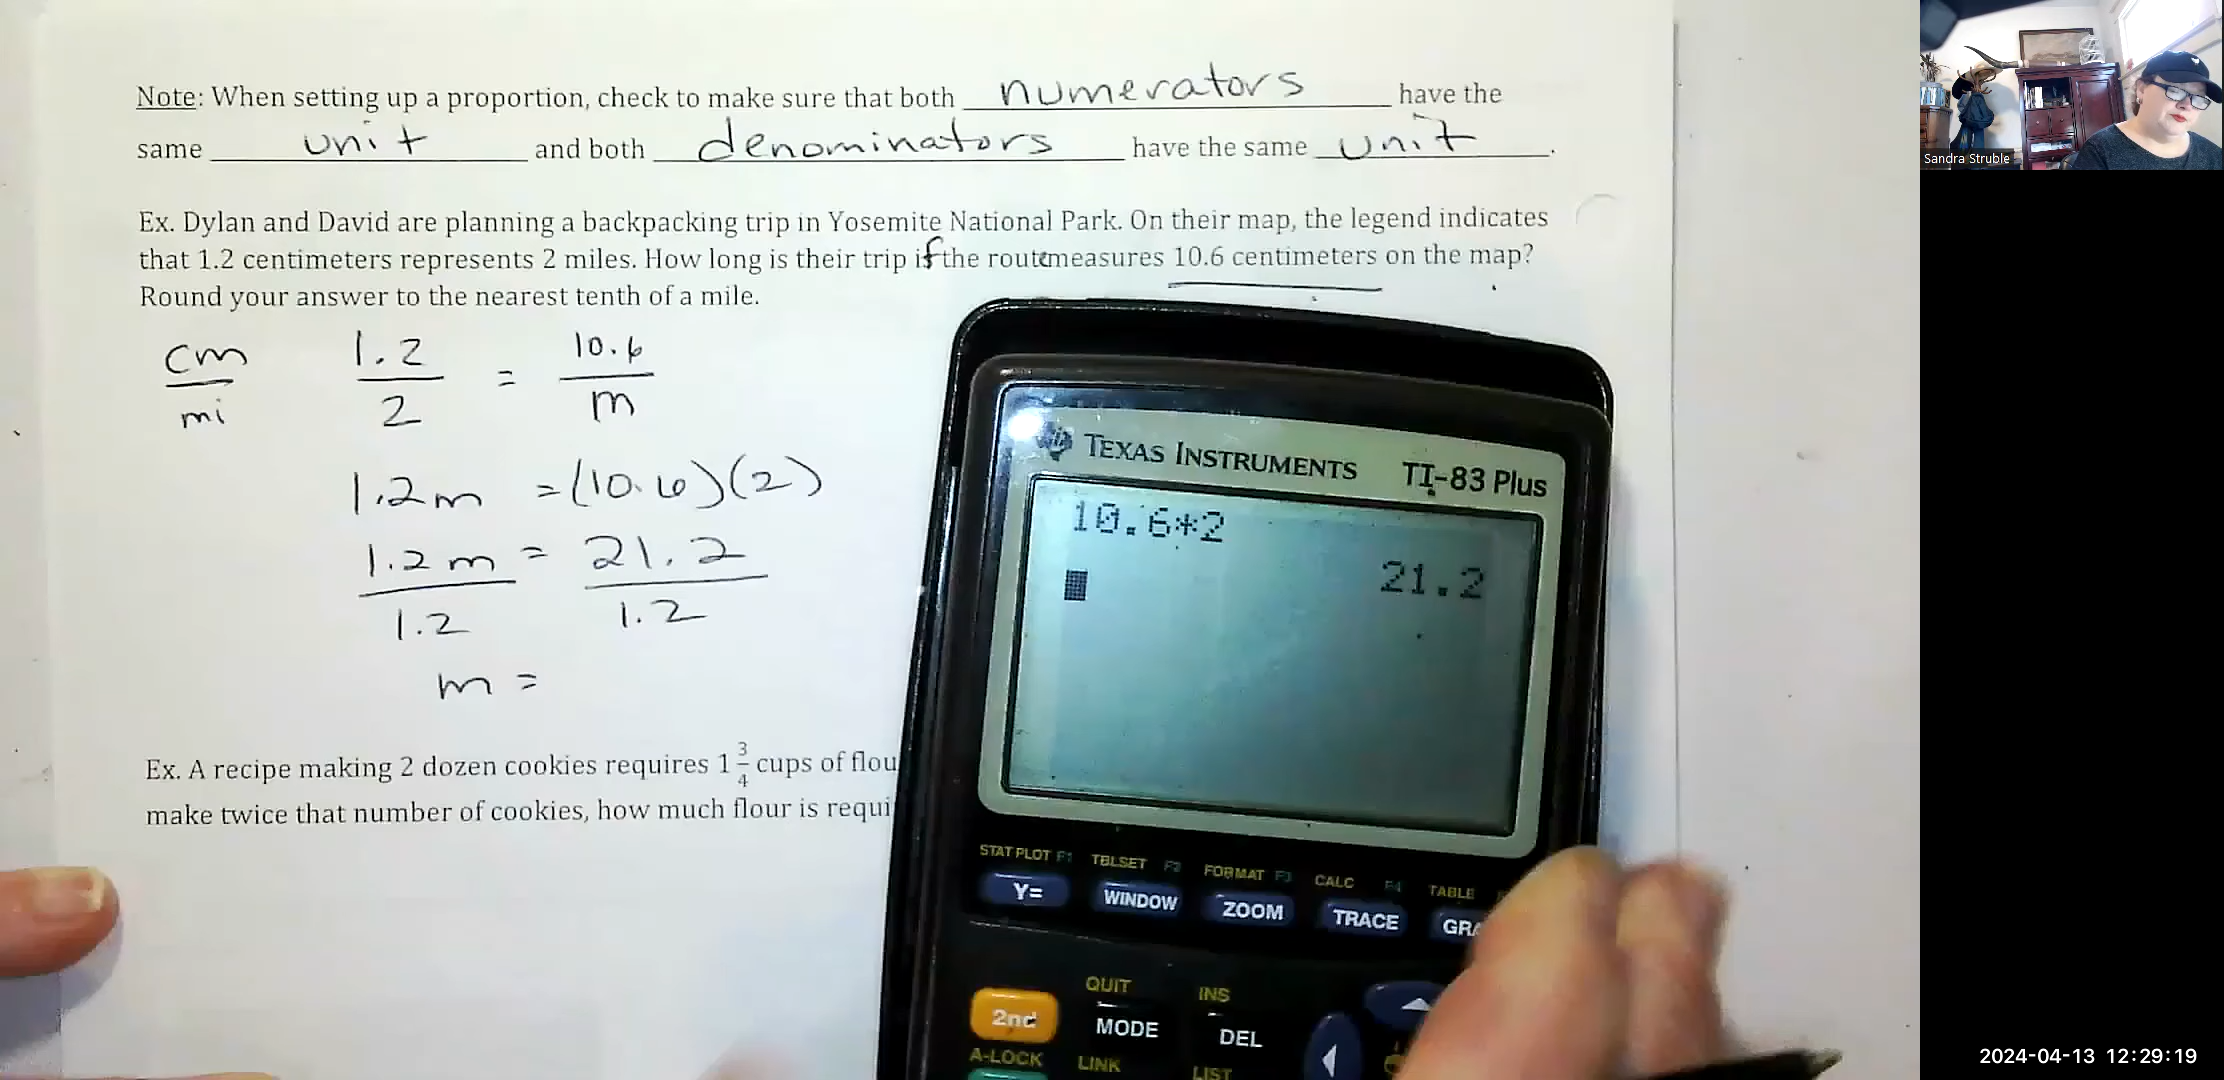 Note: When setting up a proportion, check to make sure that both numerators have the
same unit and both denominators have the same unit.
Ex. Dylan and David are planning a backpacking trip in Yosemite National Park. On their map, the legend indicates
that 1.2 centimeters represents 2 miles. How long is their trip if the route measures 10.6 centimeters on the map?
Round your answer to the nearest tenth of a mile.
cm/mi 1.2/2 = 10.6/m
1.2m = (10.6)(2)
1.2m/1.2 = 21.2/1.2
m =
Ex. A recipe making 2 dozen cookies requires 1 3/4 cups of flou
make twice that number of cookies, how much flour is requi
TEXAS INSTRUMENTS TI-83 Plus
10.6*2
21.2
STAT PLOT F1 TBLSET F2 FORMAT F3 CALC F4 TABLE
Y= WINDOW ZOOM TRACE GRA
QUIT INS
2nd MODE DEL
A-LOCK LINK LIST
Sandra Struble
2024-04-13 12:29:19